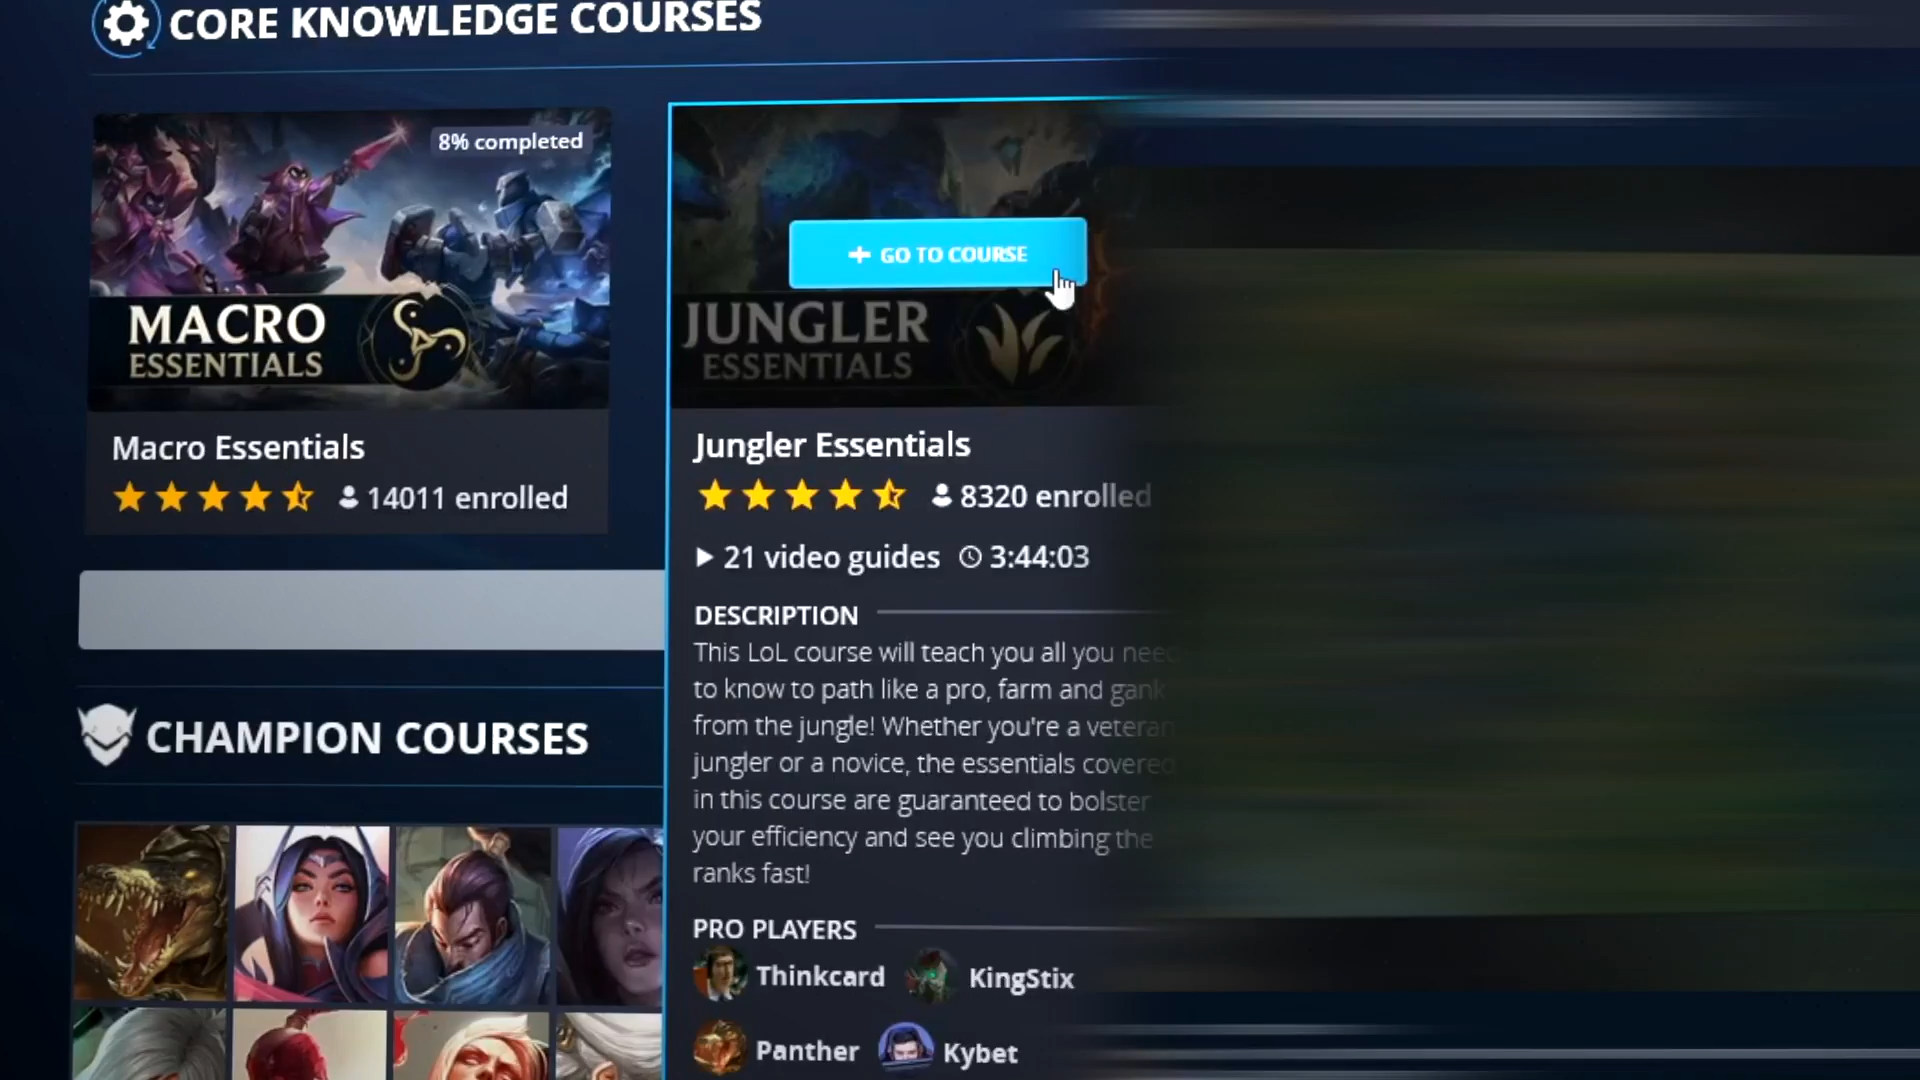 CORE KNOWLEDGE COURSES
8% completed
MACRO
ESSENTIALS
Macro Essentials
14011 enrolled
GO TO COURSE
JUNGLER
ESSENTIALS
Jungler Essentials
8320 enrolled
21 video guides 3:44:03
DESCRIPTION
This LoL course will teach you all you need
to know to path like a pro, farm and gank
from the jungle! Whether you're a veteran
jungler or a novice, the essentials covered
in this course are guaranteed to bolster
your efficiency and see you climbing the
ranks fast!
PRO PLAYERS
Thinkcard KingStix
Panther Kybet
CHAMPION COURSES